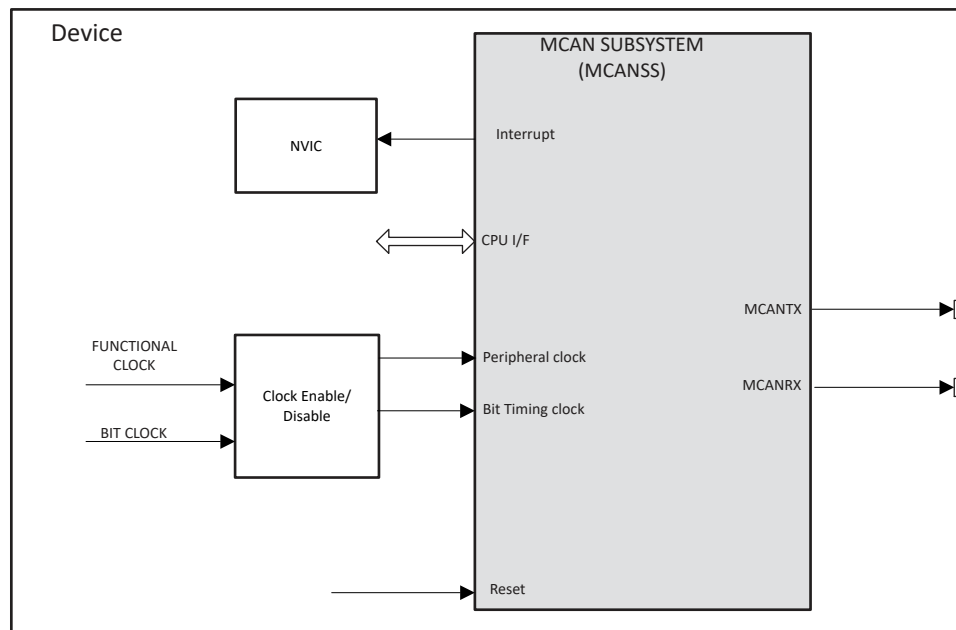 Device
MCAN SUBSYSTEM
(MCANSS)
Interrupt
NVIC
CPU I/F
MCANTX
FUNCTIONAL
CLOCK
Peripheral clock
MCANRX
Clock Enable/
Disable
Bit Timing clock
BIT CLOCK
Reset